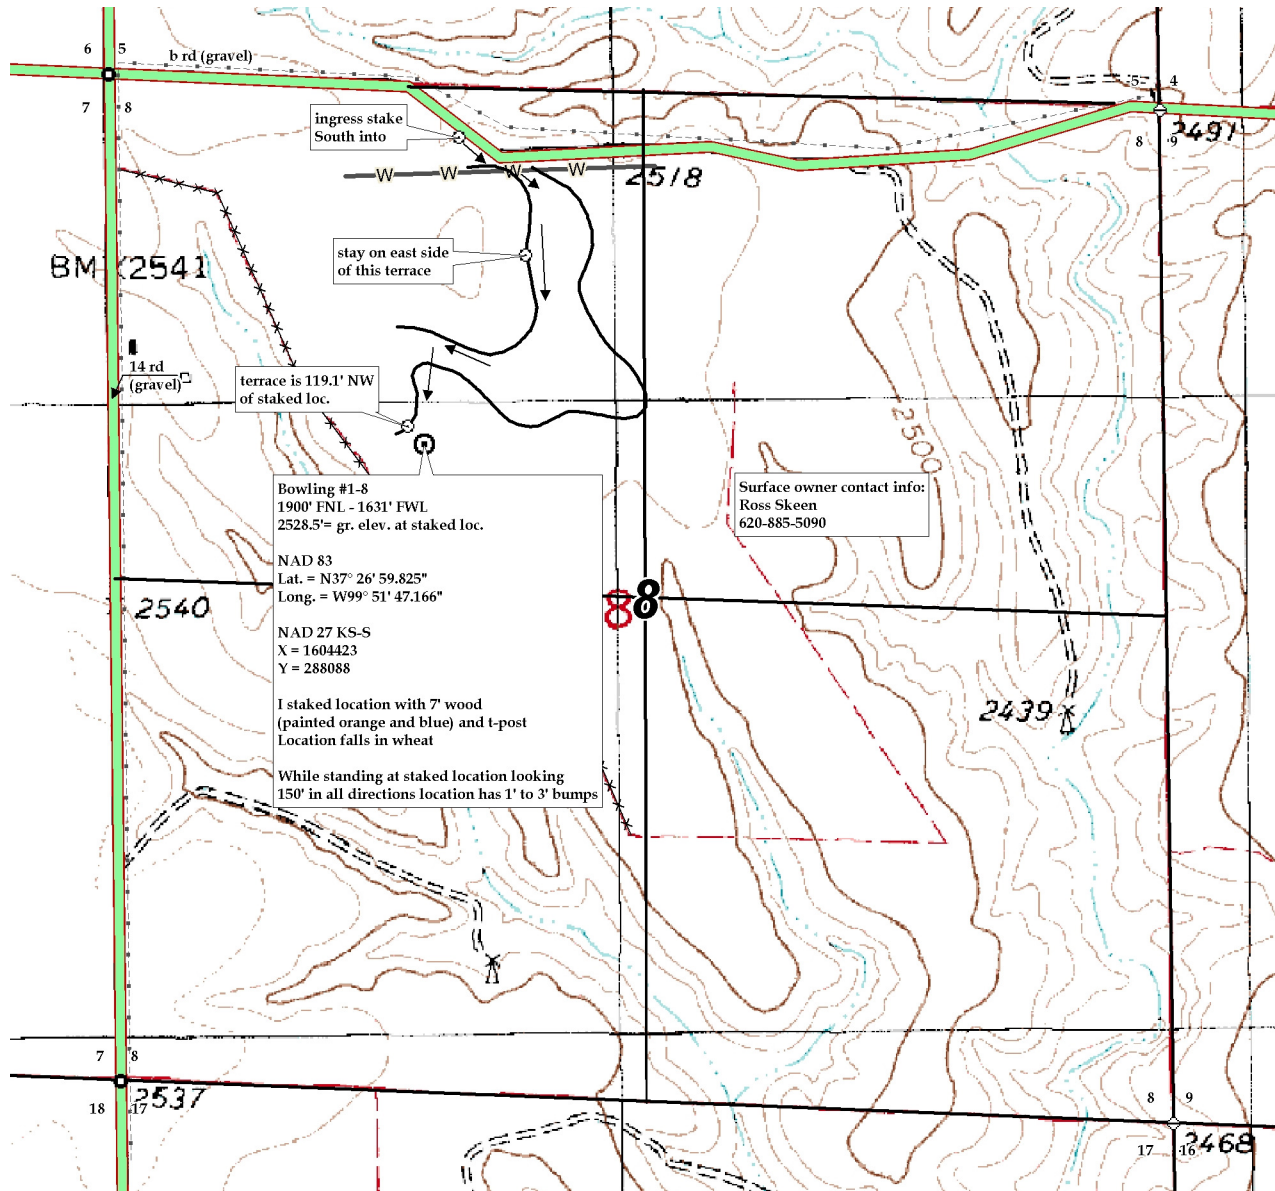 6 5
b rd (gravel)
7 8
5 4
8 9
2491
ingress stake
South into
W W W W
2518
stay on east side
of this terrace
BM X2541
14 rd
(gravel)
terrace is 119.1' NW
of staked loc.
2500
Bowling #1-8
1900' FNL - 1631' FWL
2528.5'= gr. elev. at staked loc.
NAD 83
Lat. = N37° 26' 59.825"
Long. = W99° 51' 47.166"
NAD 27 KS-S
X = 1604423
Y = 288088
I staked location with 7' wood
(painted orange and blue) and t-post
Location falls in wheat
While standing at staked location looking
150' in all directions location has 1' to 3' bumps
Surface owner contact info:
Ross Skeen
620-885-5090
8 8
2540
2439
7 8
18 17
2537
8 9
17 16
2468